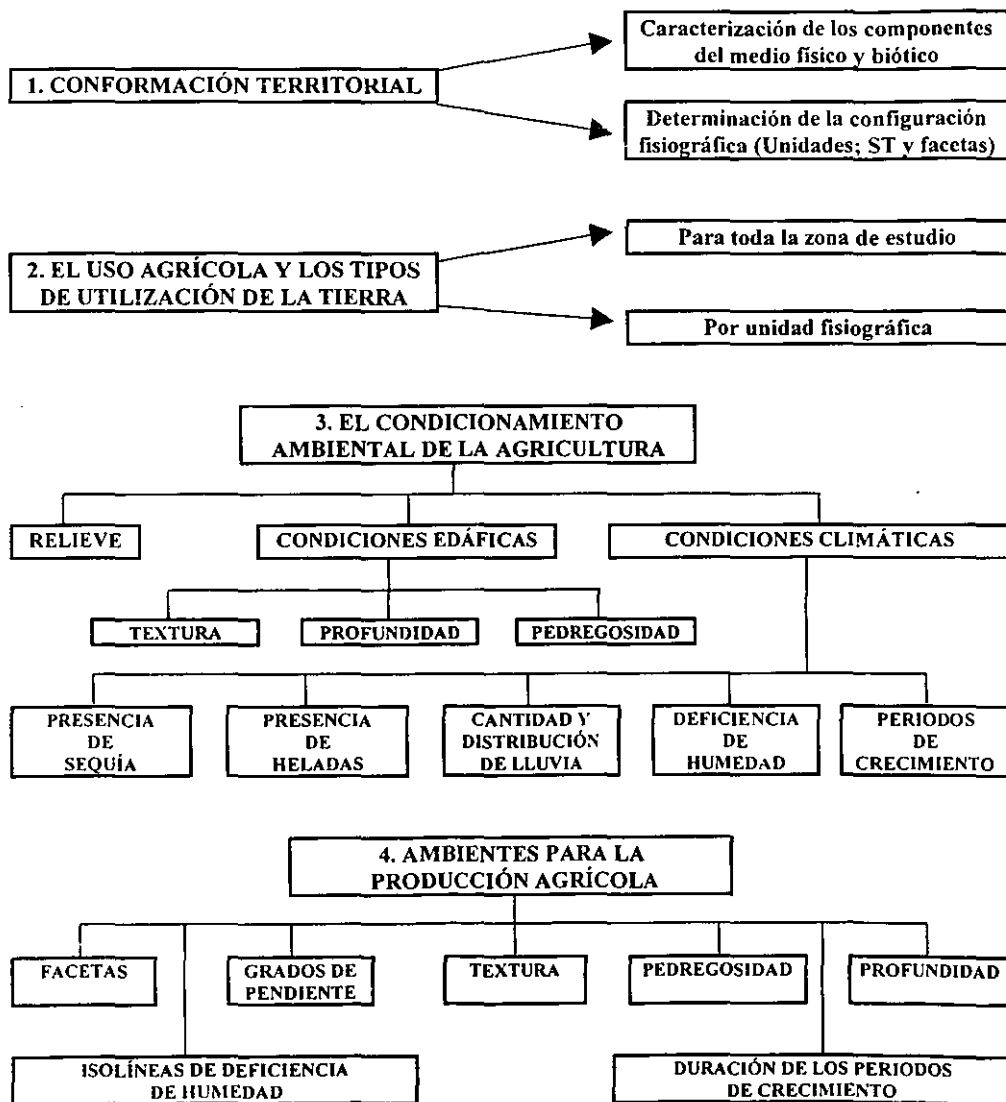 Caracterización de los componentes
del medio físico y biótico
1. CONFORMACIÓN TERRITORIAL
Determinación de la configuración
fisiográfica (Unidades; ST y facetas)
Para toda la zona de estudio
2. EL USO AGRÍCOLA Y LOS TIPOS
DE UTILIZACIÓN DE LA TIERRA
Por unidad fisiográfica
3. EL CONDICIONAMIENTO
AMBIENTAL DE LA AGRICULTURA
RELIEVE
CONDICIONES EDÁFICAS
CONDICIONES CLIMÁTICAS
TEXTURA
PROFUNDIDAD
PEDREGOSIDAD
PRESENCIA
DE
SEQUÍA
PRESENCIA
DE
HELADAS
CANTIDAD Y
DISTRIBUCIÓN
DE LLUVIA
DEFICIENCIA
DE
HUMEDAD
PERIODOS
DE
CRECIMIENTO
4. AMBIENTES PARA LA
PRODUCCIÓN AGRÍCOLA
FACETAS
GRADOS DE
PENDIENTE
TEXTURA
PEDREGOSIDAD
PROFUNDIDAD
ISOLÍNEAS DE DEFICIENCIA
DE HUMEDAD
DURACIÓN DE LOS PERIODOS
DE CRECIMIENTO